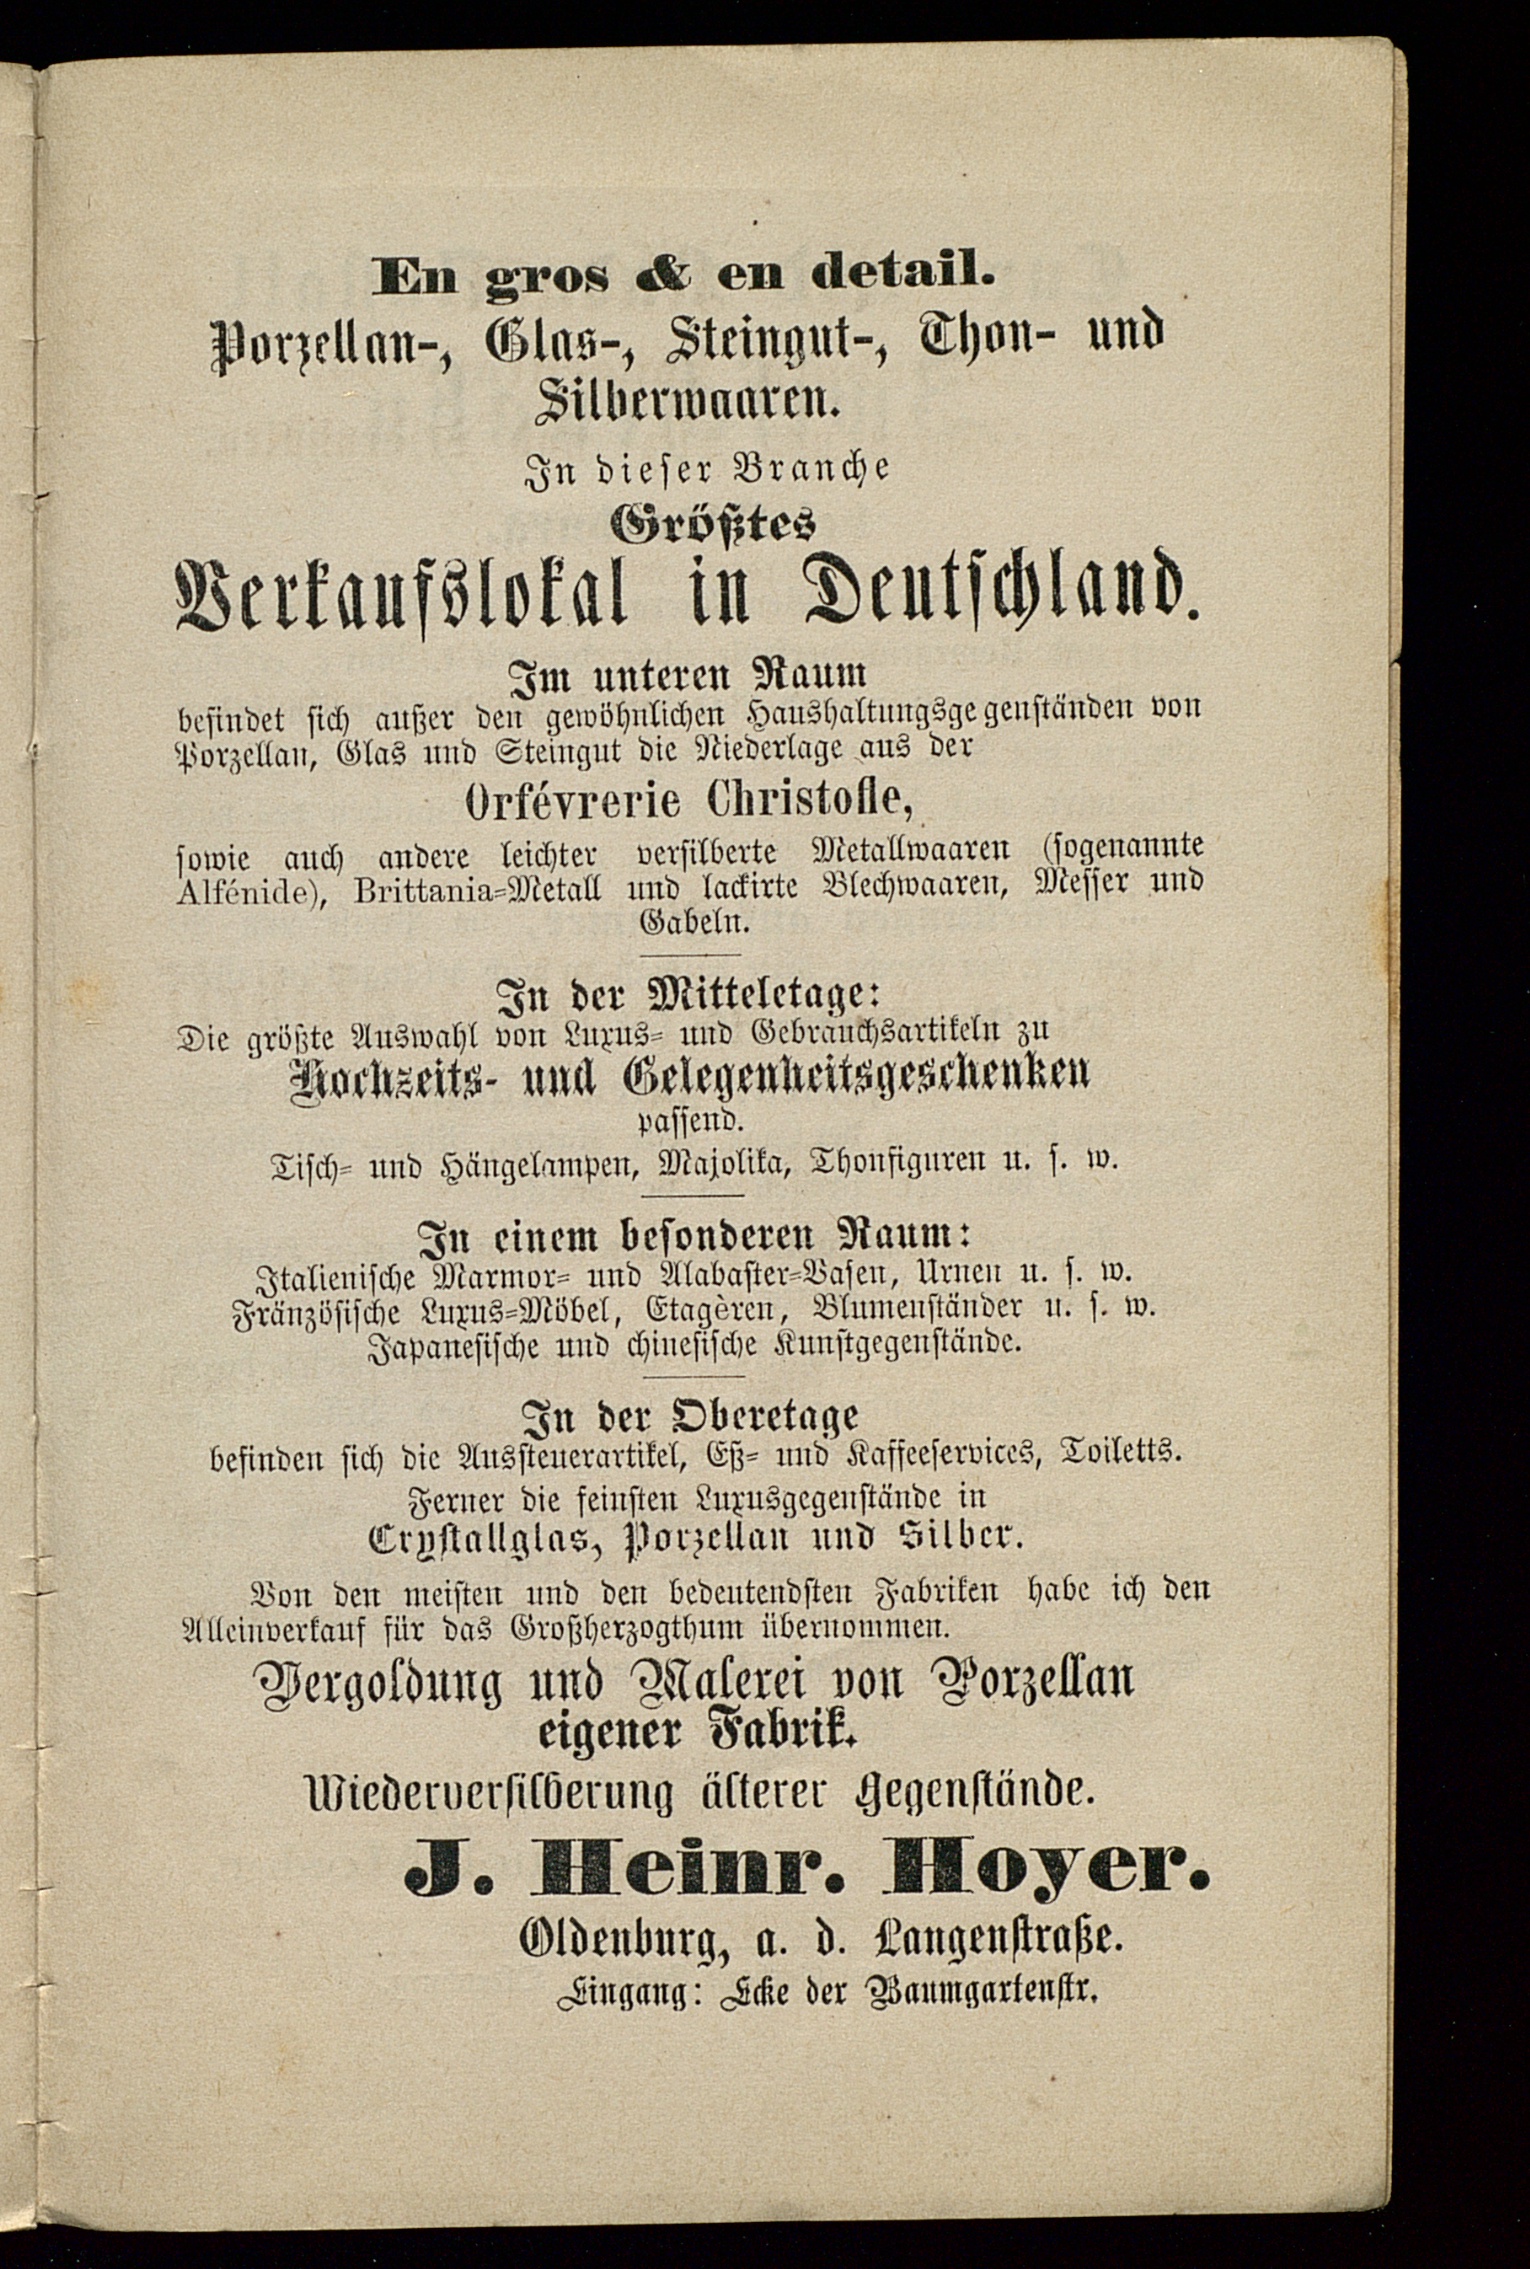 En gros & en detail.
Porzellan-, Glas-, Steingut-, Thon- und
Silberwaaren.
In dieser Branche
Größtes
Verkaufslokal in Deutschland.
Im unteren Raum
befindet sich außer den gewöhnlichen Haushaltungsgegenständen von
Porzellan, Glas und Steingut die Niederlage aus der
Orfévrerie Christofle,
sowie auch andere leichter versilberte Metallwaaren (sogenannte
Alfénide), Brittania-Metall und lackirte Blechwaaren, Messer und
Gabeln.
In der Mitteletage:
Die größte Auswahl von Luxus- und Gebrauchsartikeln zu
Hochzeits- und Gelegenheitsgeschenken
passend.
Tisch- und Hängelampen, Majolika, Thonfiguren u. s. w.
In einem besonderen Raum:
Italienische Marmor- und Alabaster-Vasen, Urnen u. s. w.
Fränzösische Luxus-Möbel, Etagèren, Blumenständer u. s. w.
Japanesische und chinesische Kunstgegenstände.
In der Oberetage
befinden sich die Aussteuerartikel, Eß- und Kaffeeservices, Toiletts.
Ferner die feinsten Luxusgegenstände in
Crystallglas, Porzellan und Silber.
Von den meisten und den bedeutendsten Fabriken habe ich den
Alleinverkauf für das Großherzogthum übernommen.
Vergoldung und Malerei von Porzellan
eigener Fabrik.
Wiederversilberung älterer Gegenstände.
J. Heinr. Hoyer.
Oldenburg, a. d. Langenstraße.
Eingang: Ecke der Baumgartenstr.